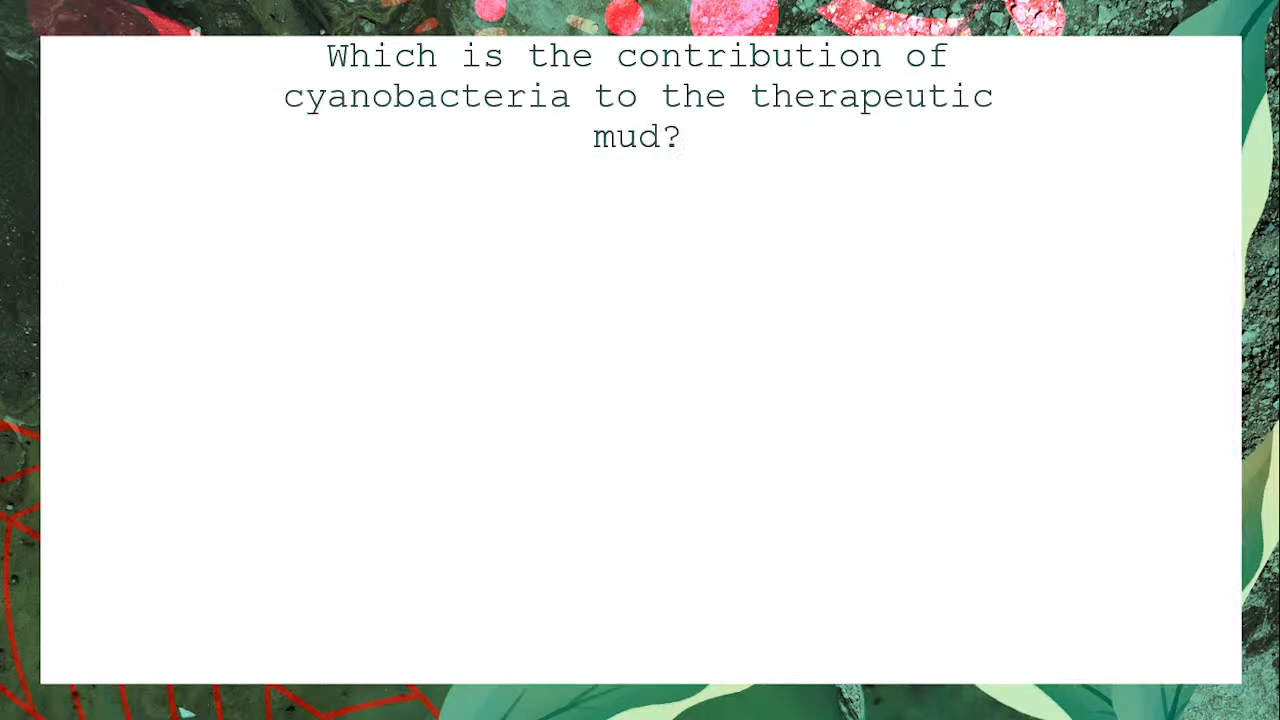 Which is the contribution of
cyanobacteria to the therapeutic
mud?